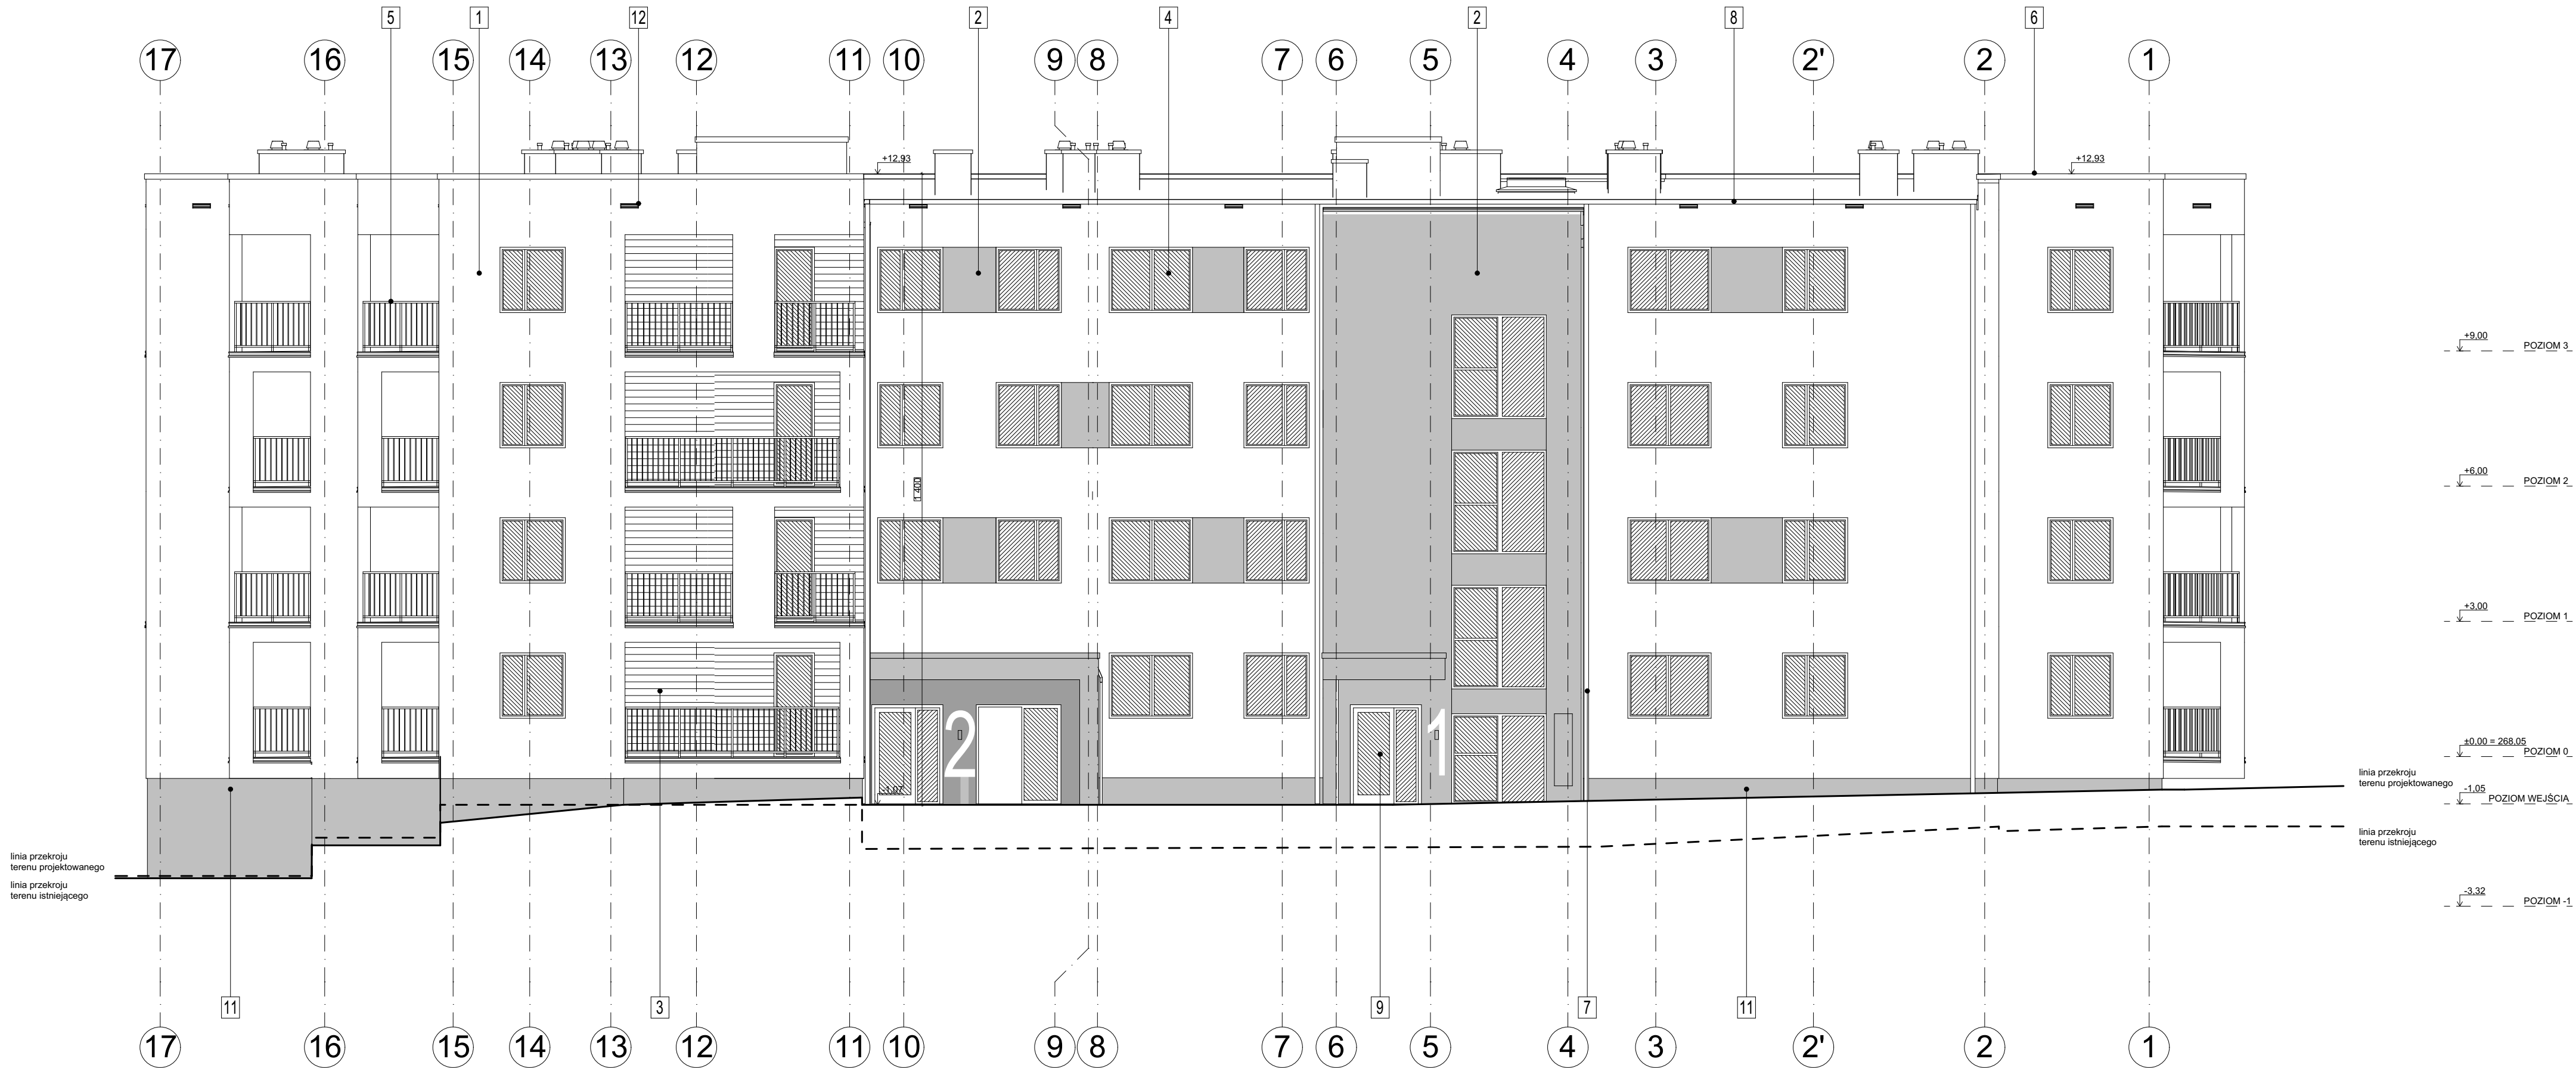 5 1 12 2 4 2 8 6
17 16 15 14 13 12 11 10 9 8 7 6 5 4 3 2' 2 1
+12,93
+12,93
+9,00
POZIOM 3
+6,00
POZIOM 2
1 400
+3,00
POZIOM 1
2
1
±0,00 = 268,05
POZIOM 0
linia przekroju
terenu projektowanego
-1,07
-1,05
POZIOM WEJŚCIA
linia przekroju
terenu istniejącego
linia przekroju
terenu projektowanego
linia przekroju
terenu istniejącego
-3,32
POZIOM -1
11 3 9 7 11
17 16 15 14 13 12 11 10 9 8 7 6 5 4 3 2' 2 1